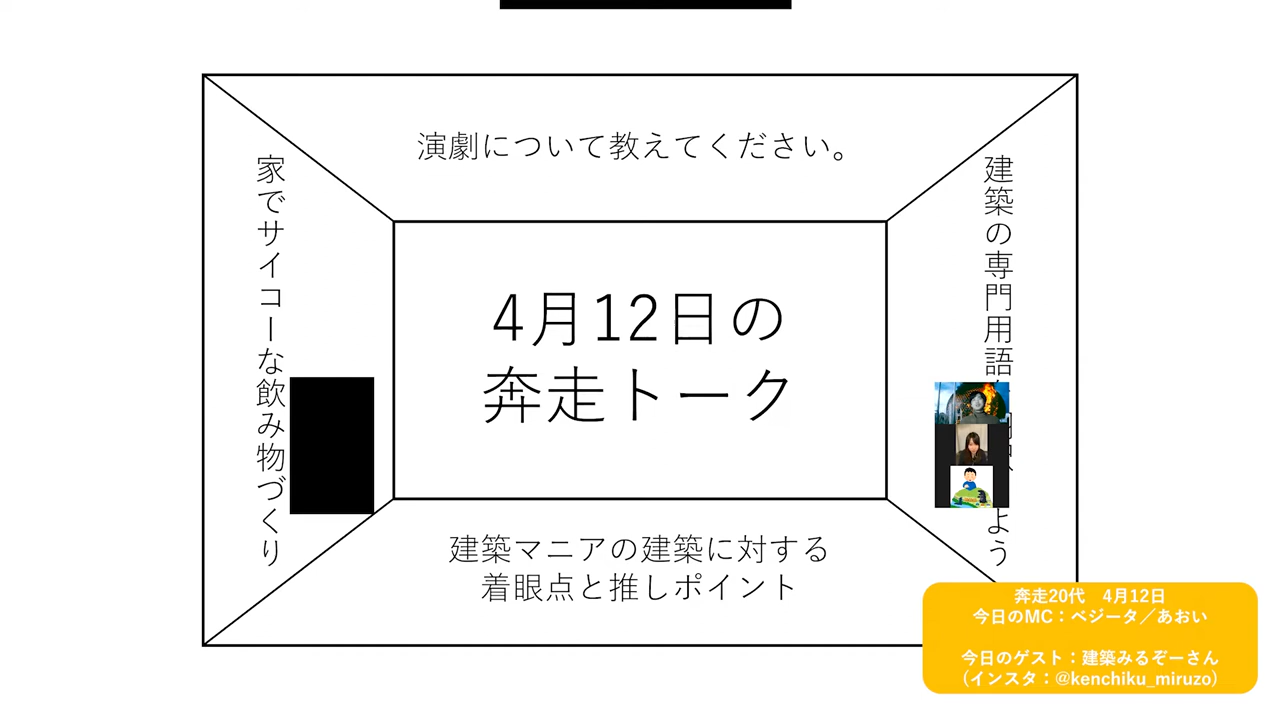 演劇について教えてください。
家でサイコーな飲み物づくり
建築の専門用語
よう
4月12日の
奔走トーク
建築マニアの建築に対する
着眼点と推しポイント
奔走20代 4月12日
今日のMC：ベジータ／あおい
今日のゲスト：建築みるぞーさん
（インスタ：@kenchiku_miruzo）